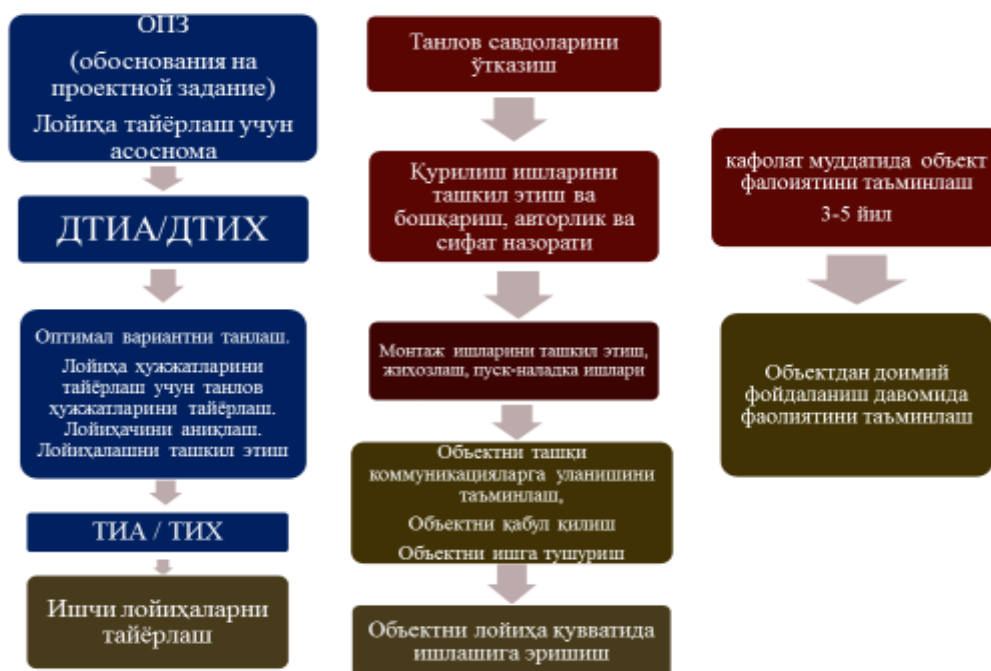 ОПЗ
(обоснования на
проектной задание)
Лойиҳа тайёрлаш учун
асоснома
ДТИА/ДТИХ
Оптимал вариантни танлаш.
Лойиҳа ҳужжатларини
тайёрлаш учун танлов
ҳужжатларини тайёрлаш.
Лойиҳачини аниқлаш.
Лойиҳалашни ташкил этиш
ТИА / ТИХ
Ишчи лойиҳаларни
тайёрлаш
Танлов савдоларини
ўтказиш
Қурилиш ишларини
ташкил этиш ва
бошқариш, авторлик ва
сифат назорати
Монтаж ишларини ташкил этиш,
жиҳозлаш, пуск-наладка ишлари
Объектни ташқи
коммуникацияларга уланишини
таъминлаш,
Объектни қабул қилиш
Объектни ишга тушуриш
Объектни лойиҳа қувватида
ишлашига эришиш
кафолат муддатида объект
фалоиятини таъминлаш
3-5 йил
Объектдан доимий
фойдаланиш давомида
фаолиятини таъминлаш